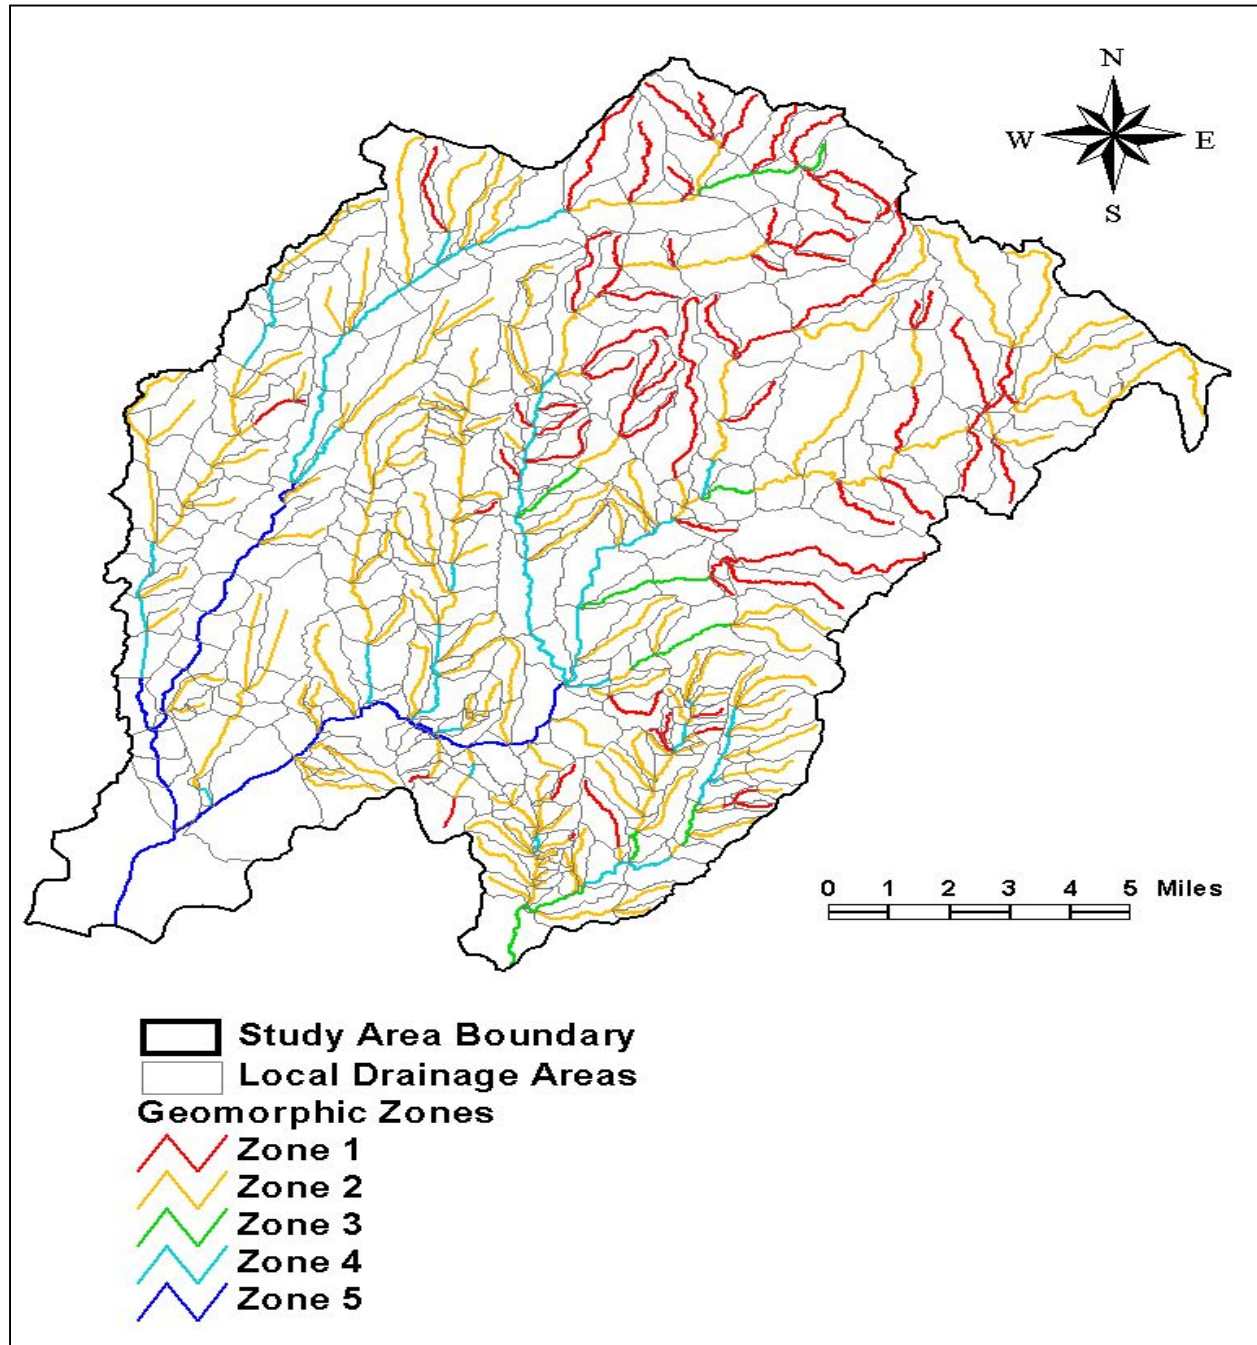 N
W E
S
0 1 2 3 4 5 Miles
Study Area Boundary
Local Drainage Areas
Geomorphic Zones
Zone 1
Zone 2
Zone 3
Zone 4
Zone 5